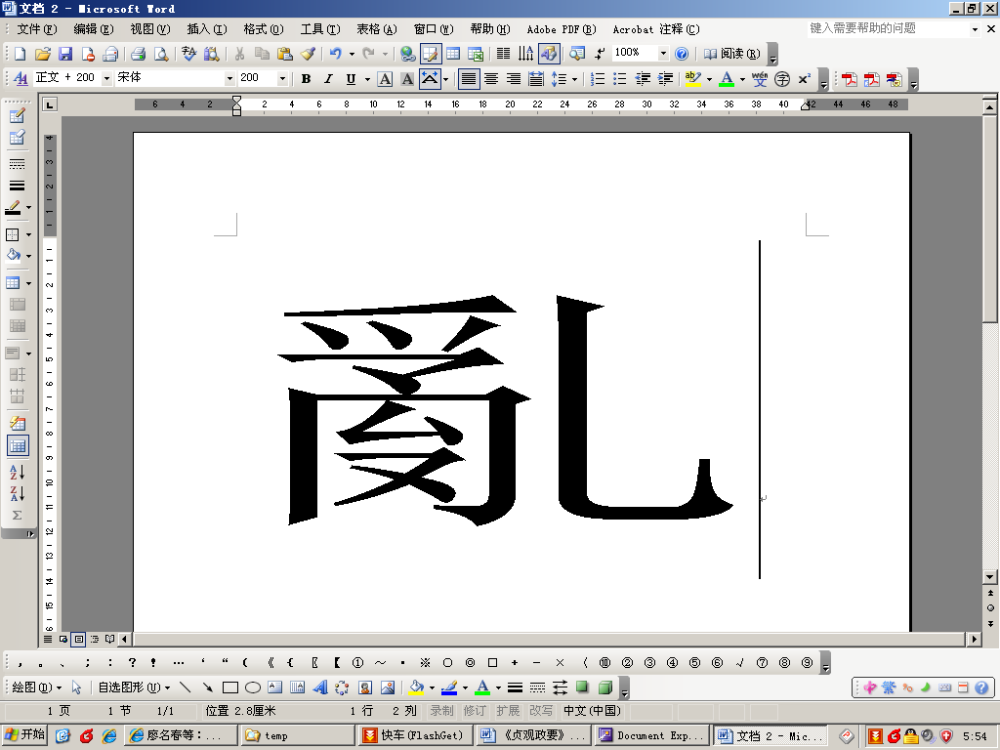 文档 2 - Microsoft Word
文件(F) 编辑(E) 视图(V) 插入(I) 格式(O) 工具(T) 表格(A) 窗口(W) 帮助(H) Adobe PDF(B) Acrobat 注释(C) 键入需要帮助的问题
100% 阅读(R)
正文 + 200 宋体 200 B I U A A A abc A wén 字 x²
6 4 2 2 4 6 8 10 12 14 16 18 20 22 24 26 28 30 32 34 36 38 40 42 44 46 48
亂
, 。 、 ; : ? ! … ‘ “ ( 《 { 〖 【 ① ~ · ※ ○ ◎ □ + - × 〈 ⑩ ② ③ ④ ⑤ ⑥ √ ⑦ ⑧ ⑨
绘图(D) 自选图形(U)
1 页 1 节 1/1 位置 2.8厘米 1 行 2 列 录制 修订 扩展 改写 中文(中国)
开始 廖名春等：... temp 快车(FlashGet) 《贞观政要》... Document Exp... 文档 2 - Mic... 5:54